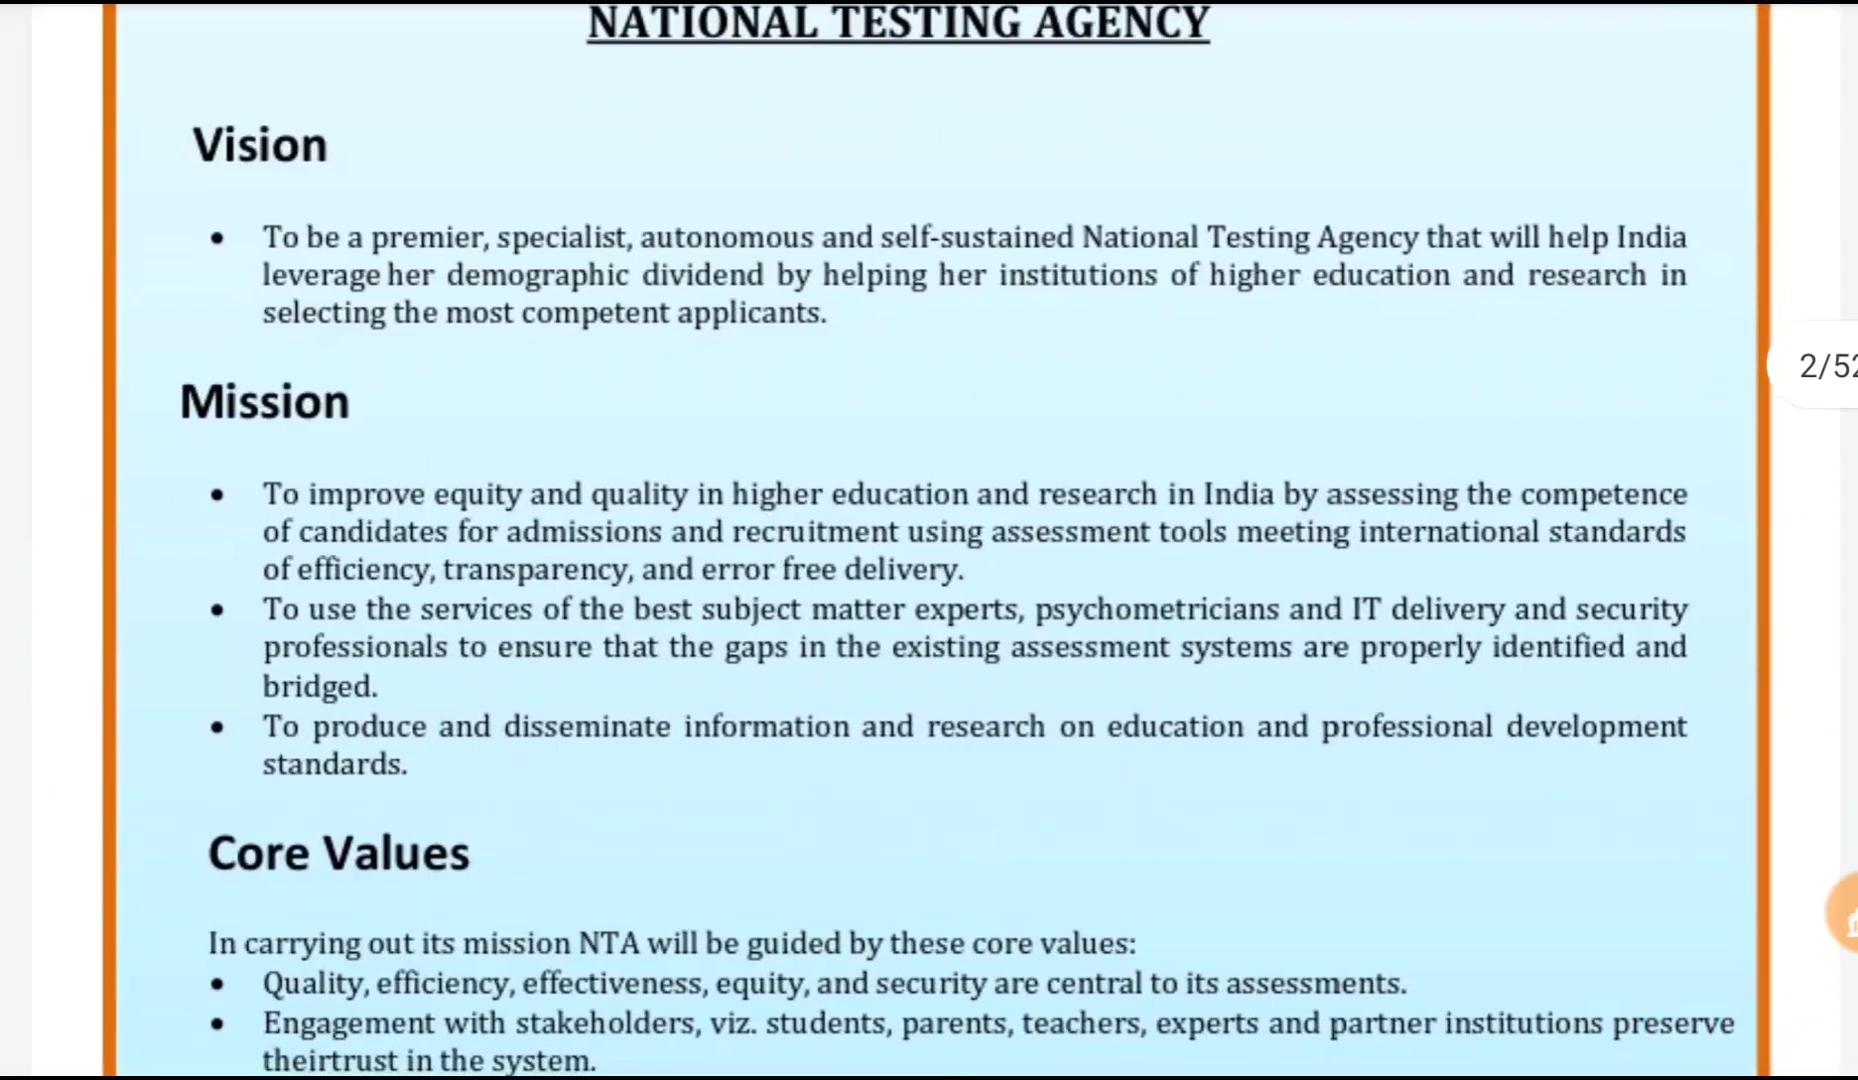 NATIONAL TESTING AGENCY
Vision
• To be a premier, specialist, autonomous and self-sustained National Testing Agency that will help India
leverage her demographic dividend by helping her institutions of higher education and research in
selecting the most competent applicants.
2/52
Mission
• To improve equity and quality in higher education and research in India by assessing the competence
of candidates for admissions and recruitment using assessment tools meeting international standards
of efficiency, transparency, and error free delivery.
• To use the services of the best subject matter experts, psychometricians and IT delivery and security
professionals to ensure that the gaps in the existing assessment systems are properly identified and
bridged.
• To produce and disseminate information and research on education and professional development
standards.
Core Values
In carrying out its mission NTA will be guided by these core values:
• Quality, efficiency, effectiveness, equity, and security are central to its assessments.
• Engagement with stakeholders, viz. students, parents, teachers, experts and partner institutions preserve
theirtrust in the system.